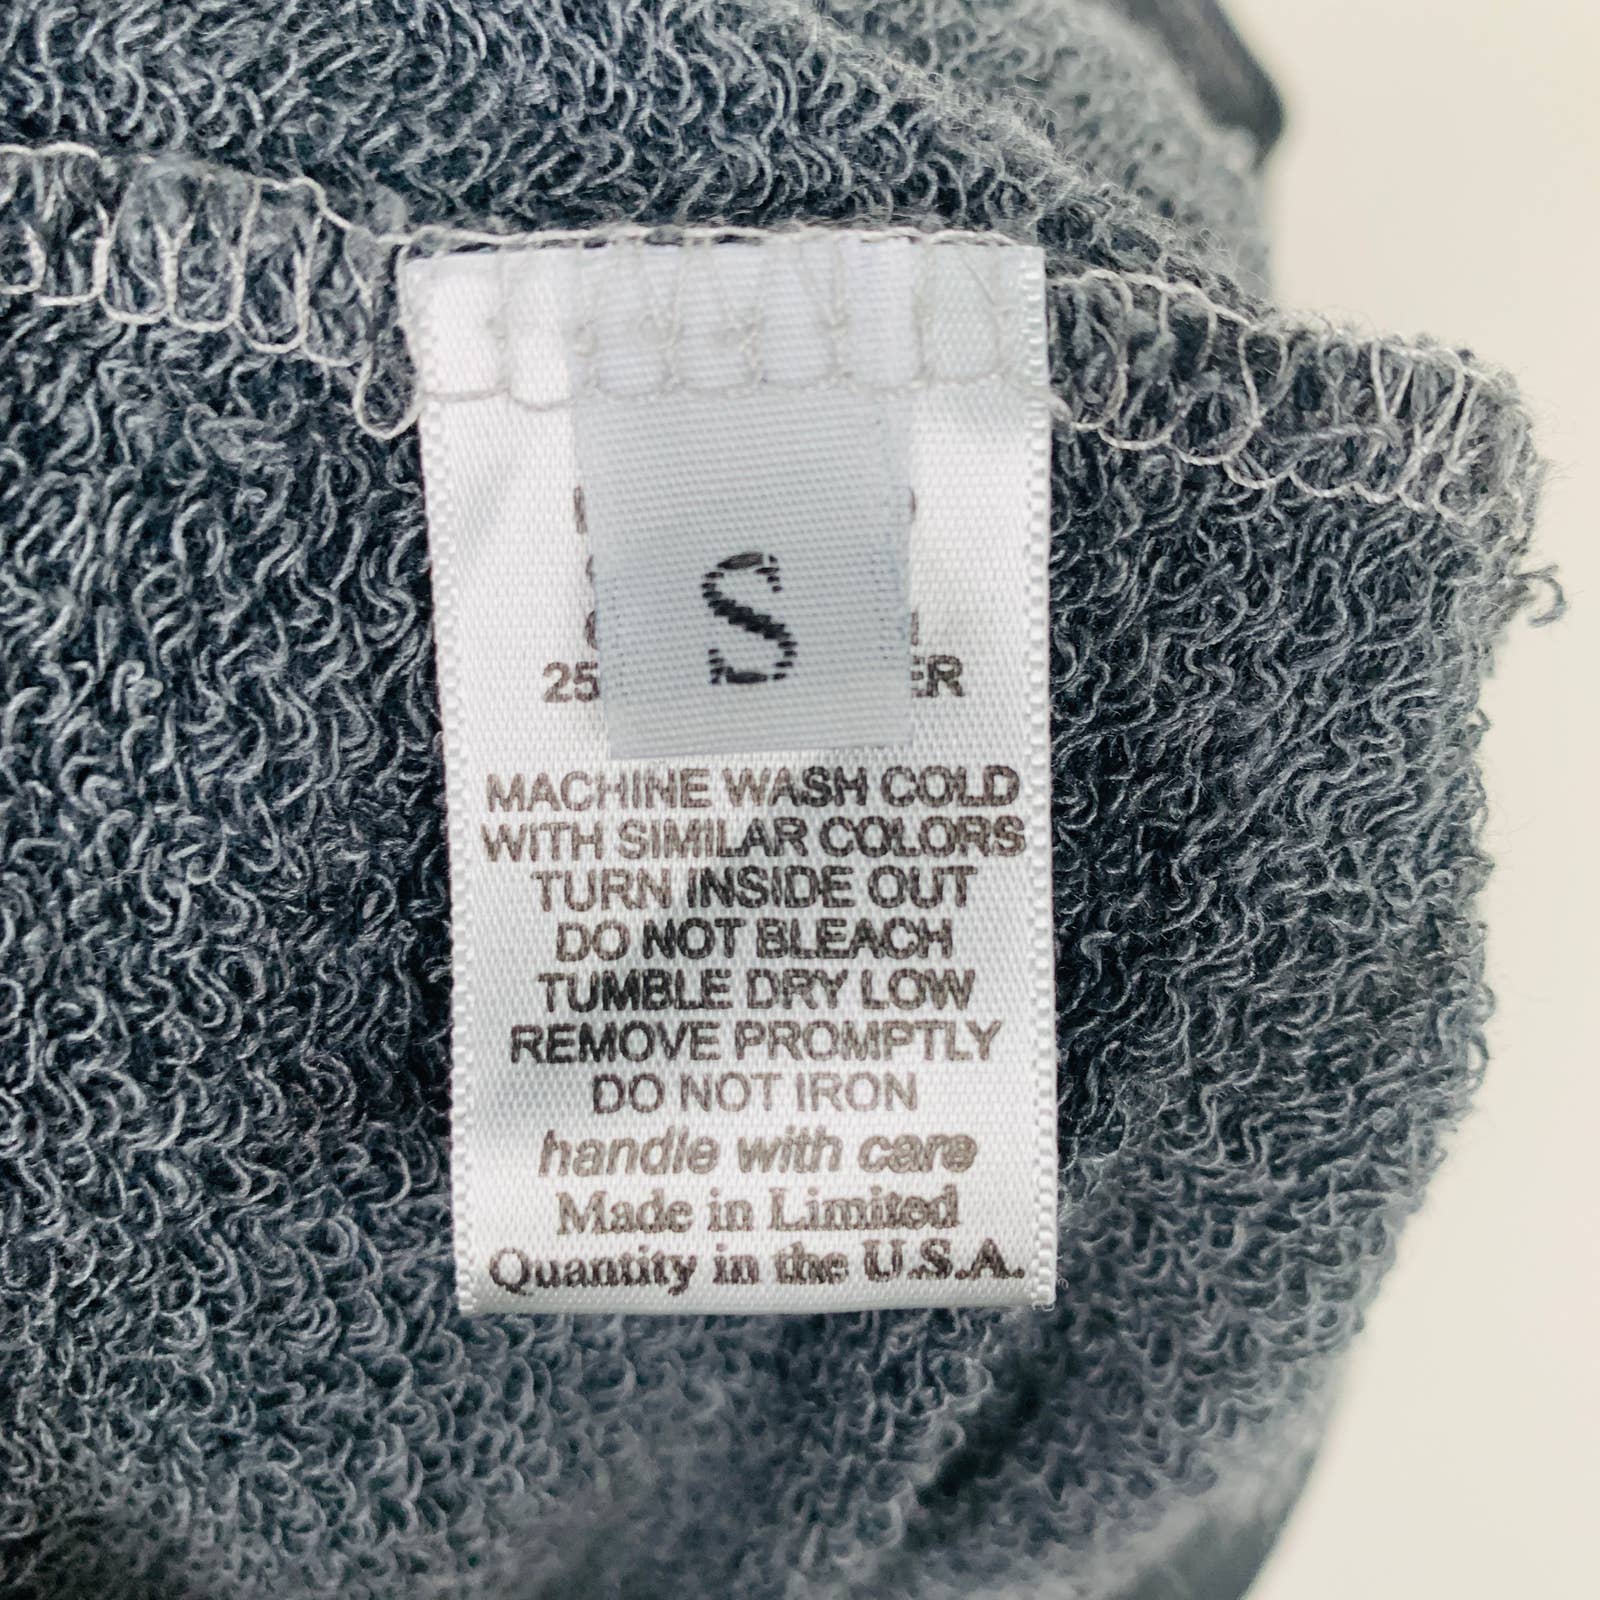 S
25
MACHINE WASH COLD
WITH SIMILAR COLORS
TURN INSIDE OUT
DO NOT BLEACH
TUMBLE DRY LOW
REMOVE PROMPTLY
DO NOT IRON
handle with care
Made in Limited
Quantity in the U.S.A.